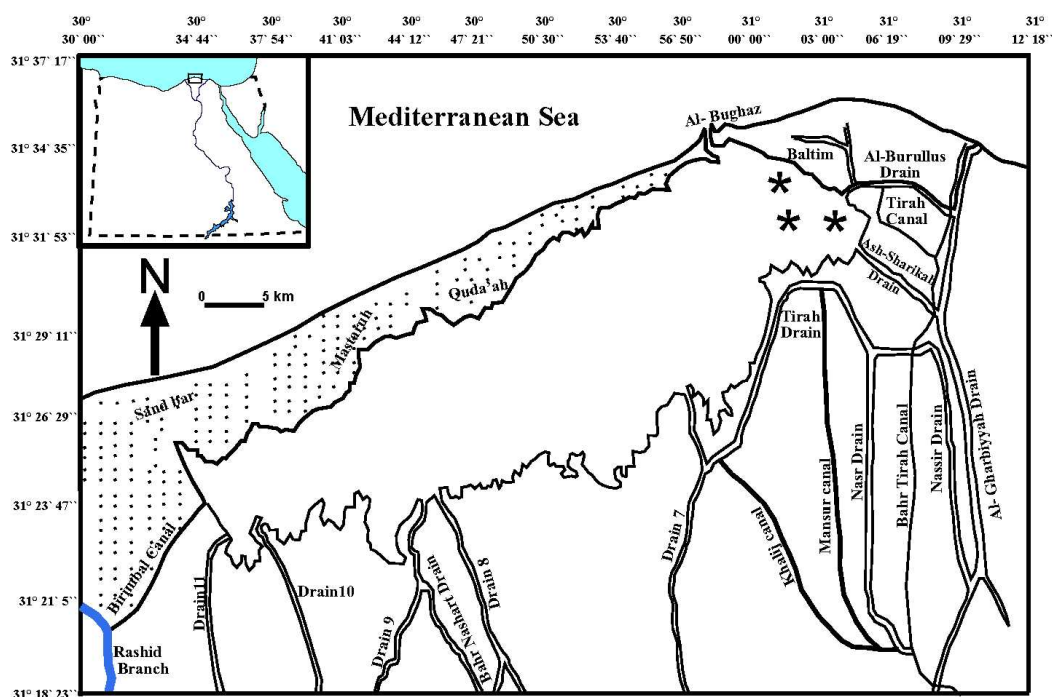 30° 30° 30° 30° 30° 30° 30° 30° 30° 31° 31° 31° 31° 31°
30 00`` 34 44`` 37 54`` 41 03`` 44 12`` 47 21`` 50 30`` 53 40`` 56 50`` 00 00`` 03 00`` 06 19`` 09 29`` 12 18``
31° 37` 17``
Mediterranean Sea
Al- Bughaz
31° 34` 35``
Baltim
Al-Burullus
Drain
Tirah
Canal
31° 31` 53``
Ash-Sharikah
Drain
N
0 5 km
Quda'ah
31° 29` 11``
Mastaruh
Tirah
Drain
Sand bar
31° 26` 29``
31° 23` 47``
Birimbal Canal
Drain11
Drain10
Drain 9
Bahr Nashart Drain
Drain 8
Drain 7
Khalij canal
Mansur canal
Nasr Drain
Bahr Tirah Canal
Nassir Drain
Al- Gharbiyyah Drain
31° 21` 5``
Rashid
Branch
31° 18` 23``